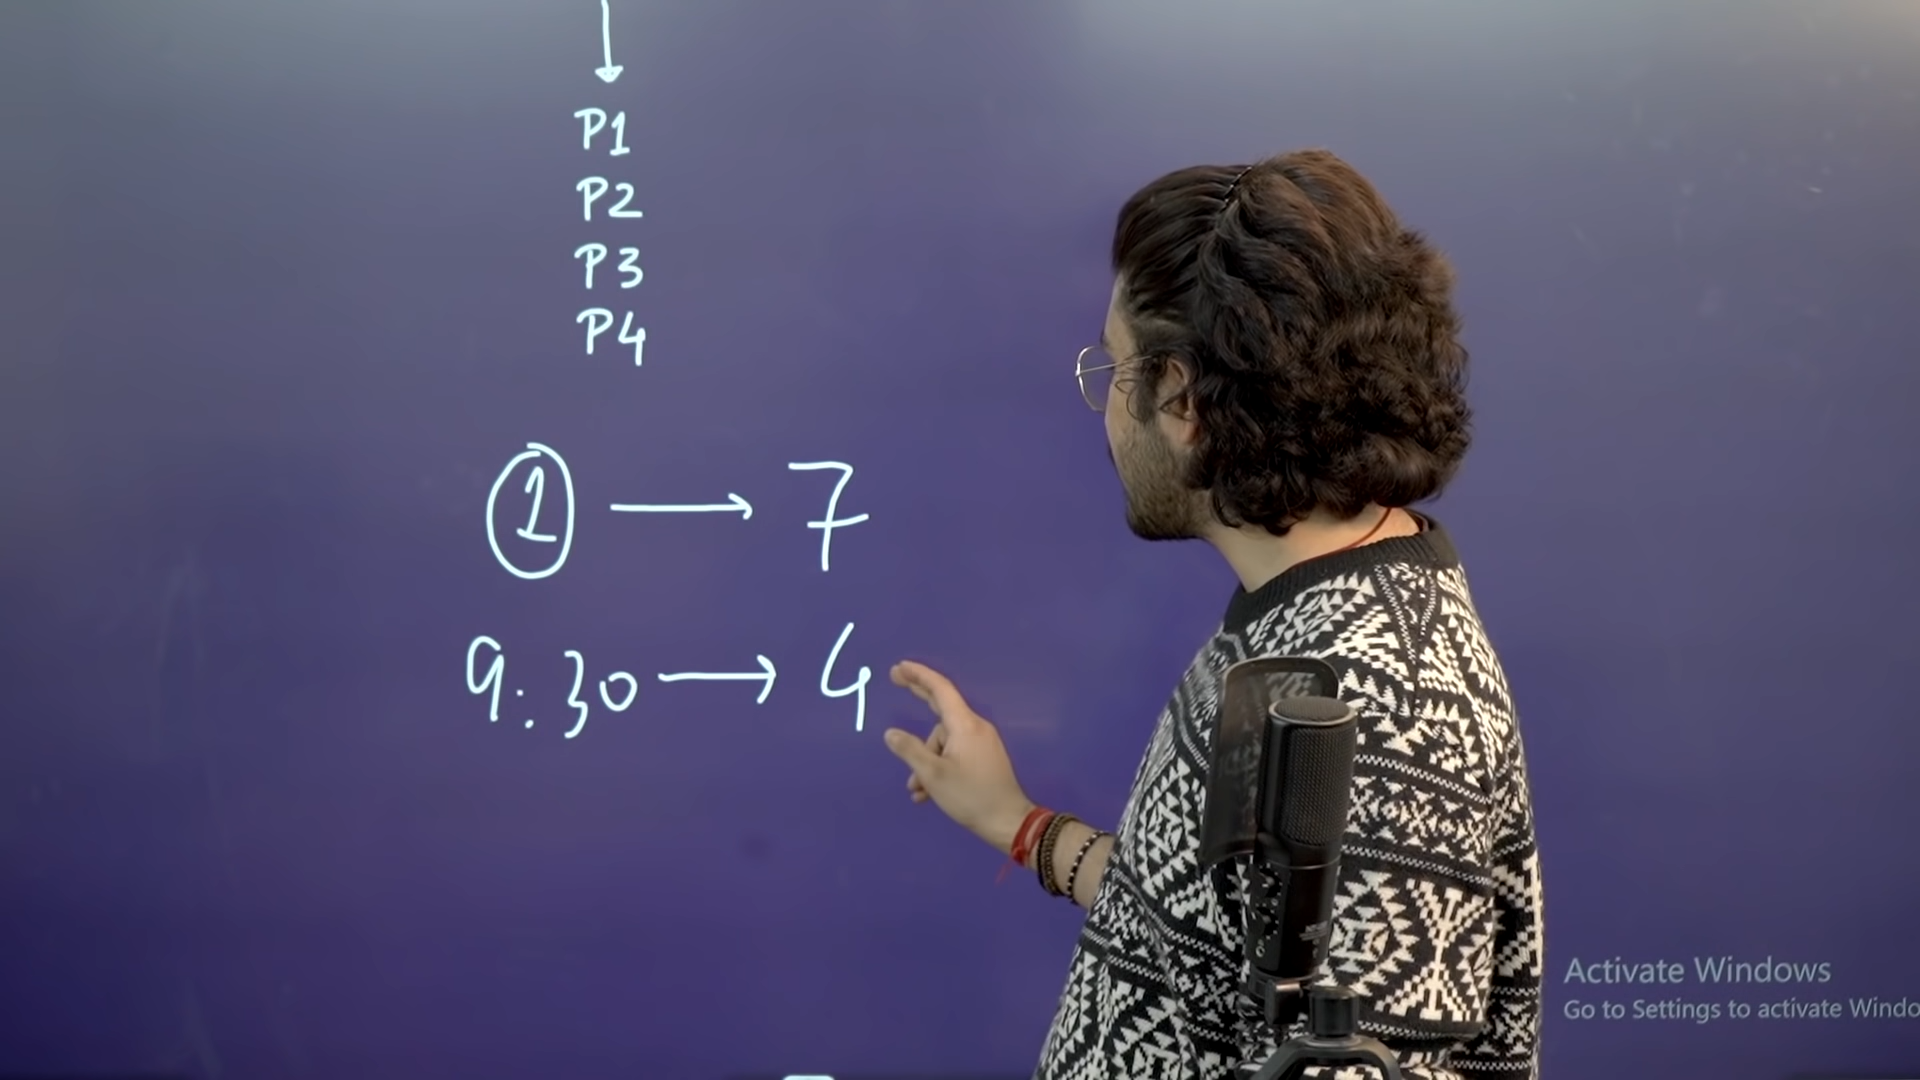 P1
P2
P3
P4
1 → 7
9:30 → 4
Activate Windows
Go to Settings to activate Windo